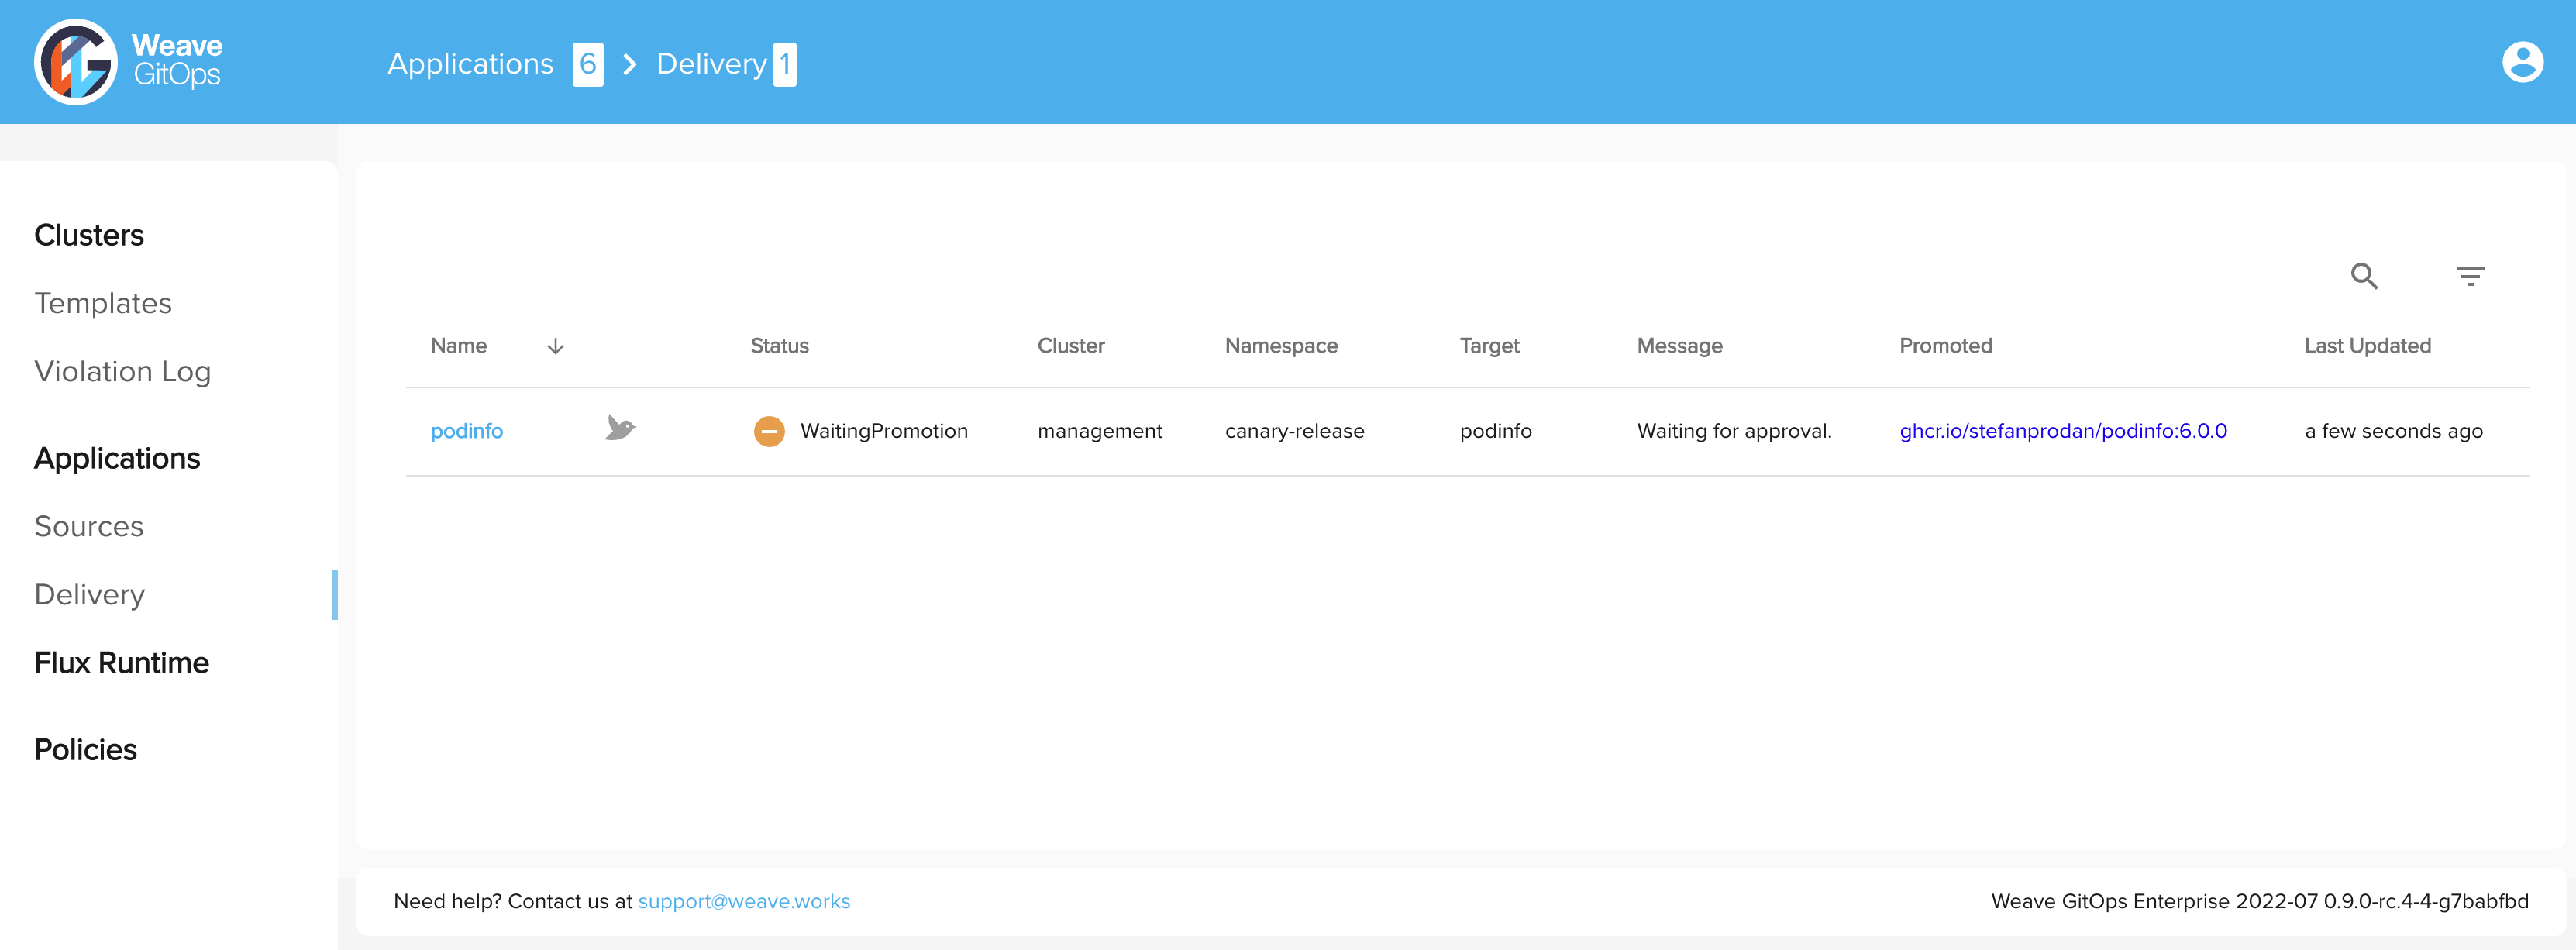 Weave
GitOps
Applications 6 > Delivery 1
Clusters
Templates
Violation Log
Applications
Sources
Delivery
Flux Runtime
Policies
Name Status Cluster Namespace Target Message Promoted Last Updated
podinfo WaitingPromotion management canary-release podinfo Waiting for approval. ghcr.io/stefanprodan/podinfo:6.0.0 a few seconds ago
Need help? Contact us at support@weave.works
Weave GitOps Enterprise 2022-07 0.9.0-rc.4-4-g7babfbd